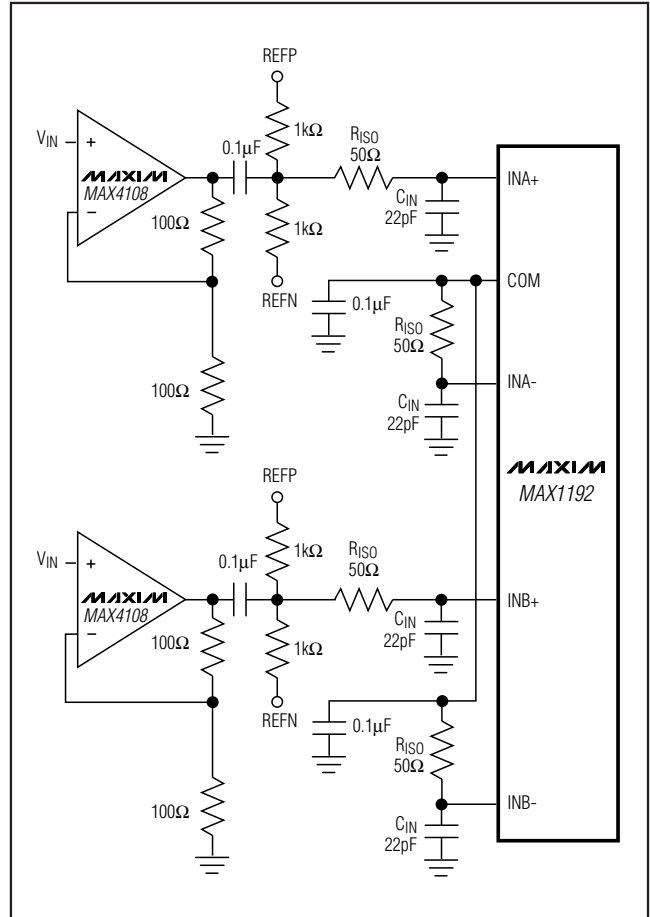 REFP
1kΩ
VIN
+
MAXIM
MAX4108
−
0.1µF
RISO
50Ω
INA+
CIN
22pF
100Ω
1kΩ
REFN
COM
0.1µF
RISO
50Ω
100Ω
INA-
CIN
22pF
MAXIM
MAX1192
REFP
1kΩ
VIN
+
MAXIM
MAX4108
−
0.1µF
RISO
50Ω
INB+
CIN
22pF
100Ω
1kΩ
REFN
0.1µF
RISO
50Ω
100Ω
INB-
CIN
22pF